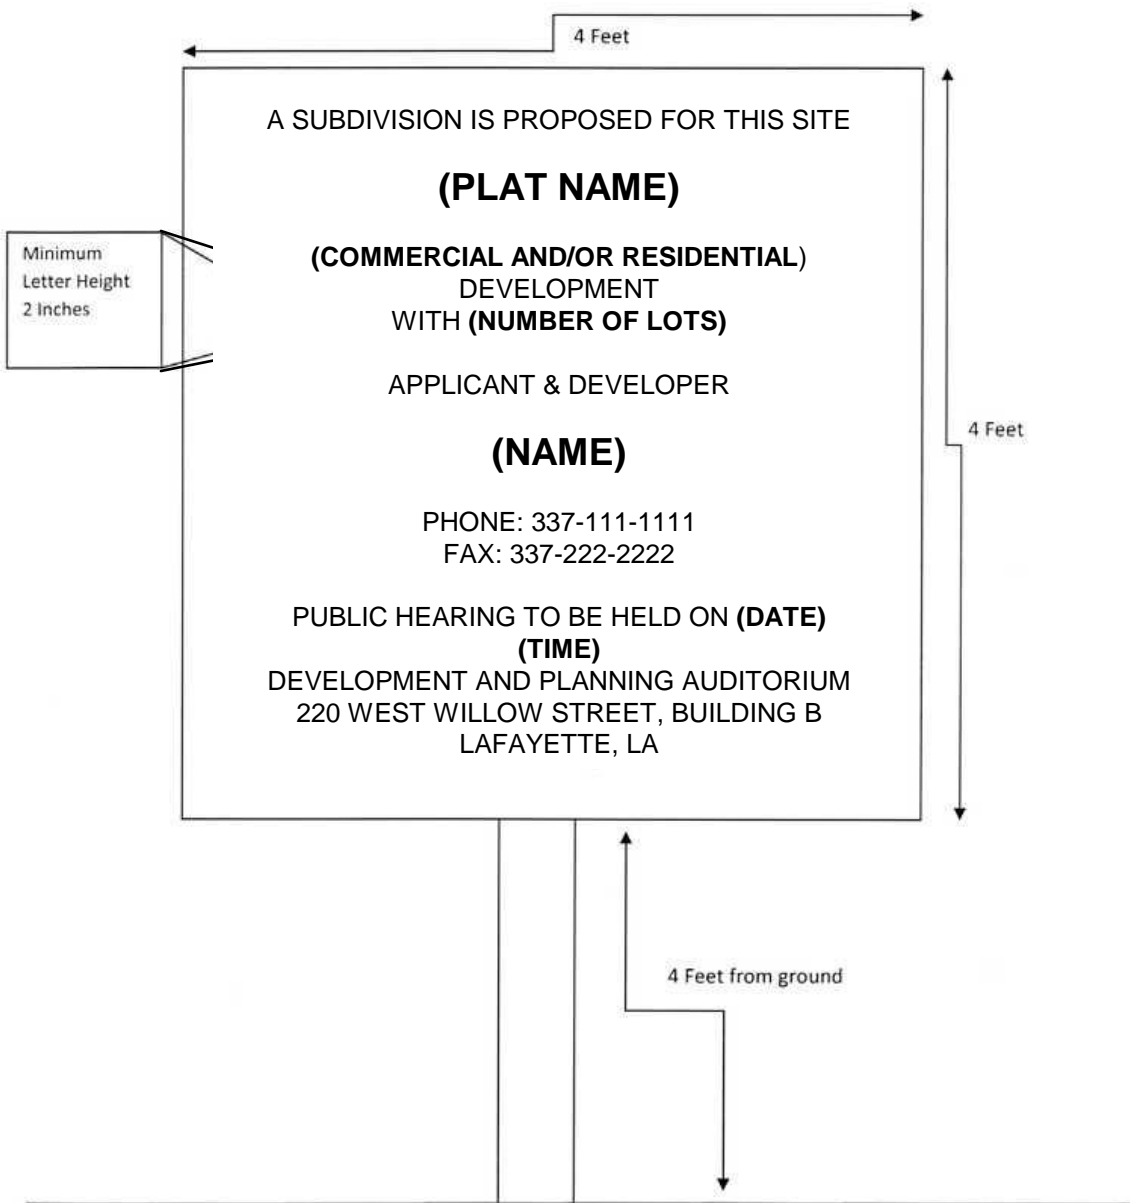 4 Feet
A SUBDIVISION IS PROPOSED FOR THIS SITE
(PLAT NAME)
Minimum
Letter Height
2 Inches
(COMMERCIAL AND/OR RESIDENTIAL)
DEVELOPMENT
WITH (NUMBER OF LOTS)
APPLICANT & DEVELOPER
4 Feet
(NAME)
PHONE: 337-111-1111
FAX: 337-222-2222
PUBLIC HEARING TO BE HELD ON (DATE)
(TIME)
DEVELOPMENT AND PLANNING AUDITORIUM
220 WEST WILLOW STREET, BUILDING B
LAFAYETTE, LA
4 Feet from ground